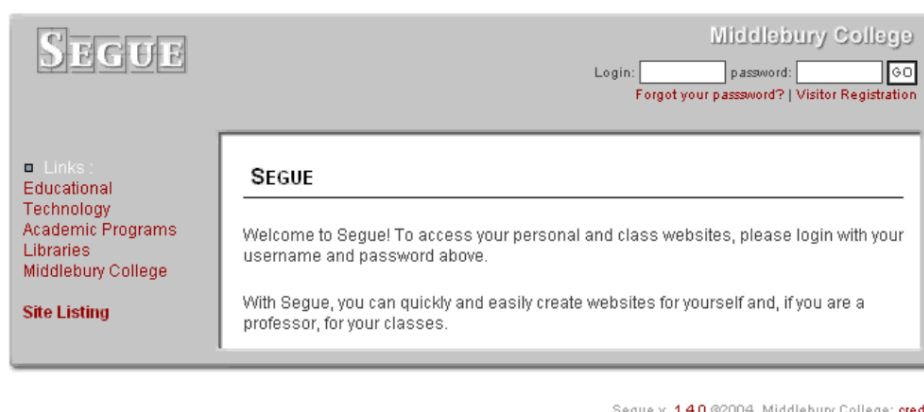 SEGUE
Middlebury College
Login: password: GO
Forgot your passsword? | Visitor Registration
Links :
Educational
Technology
Academic Programs
Libraries
Middlebury College
Site Listing
SEGUE
Welcome to Segue! To access your personal and class websites, please login with your
username and password above.
With Segue, you can quickly and easily create websites for yourself and, if you are a
professor, for your classes.
Segue v. 1.4.0 ©2004, Middlebury College: